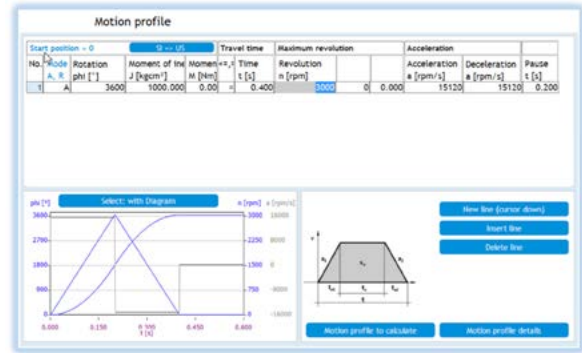 Motion profile
Start position = 0 SI <-> US Travel time Maximum revolution Acceleration
No. Mode Rotation Moment of Ine Momen Time Revolution Acceleration Deceleration Pause
A, R phi [°] J [kgcm²] M [Nm] t [s] n [rpm] a [rpm/s] a [rpm/s] t [s]
1 A 3600 1000.000 0.00 = 0.400 3000 0 0.000 15120 15120 0.200
phi [°] Select: with Diagram n [rpm] a [rpm/s]
3600 3000 16000
2700 2250 8000
1800 1500 0
900 750 -8000
0 0 -16000
0.000 0.150 0.300 0.450 0.600
t [s]
New line (cursor down)
Insert line
Delete line
t
Motion profile to calculate Motion profile details